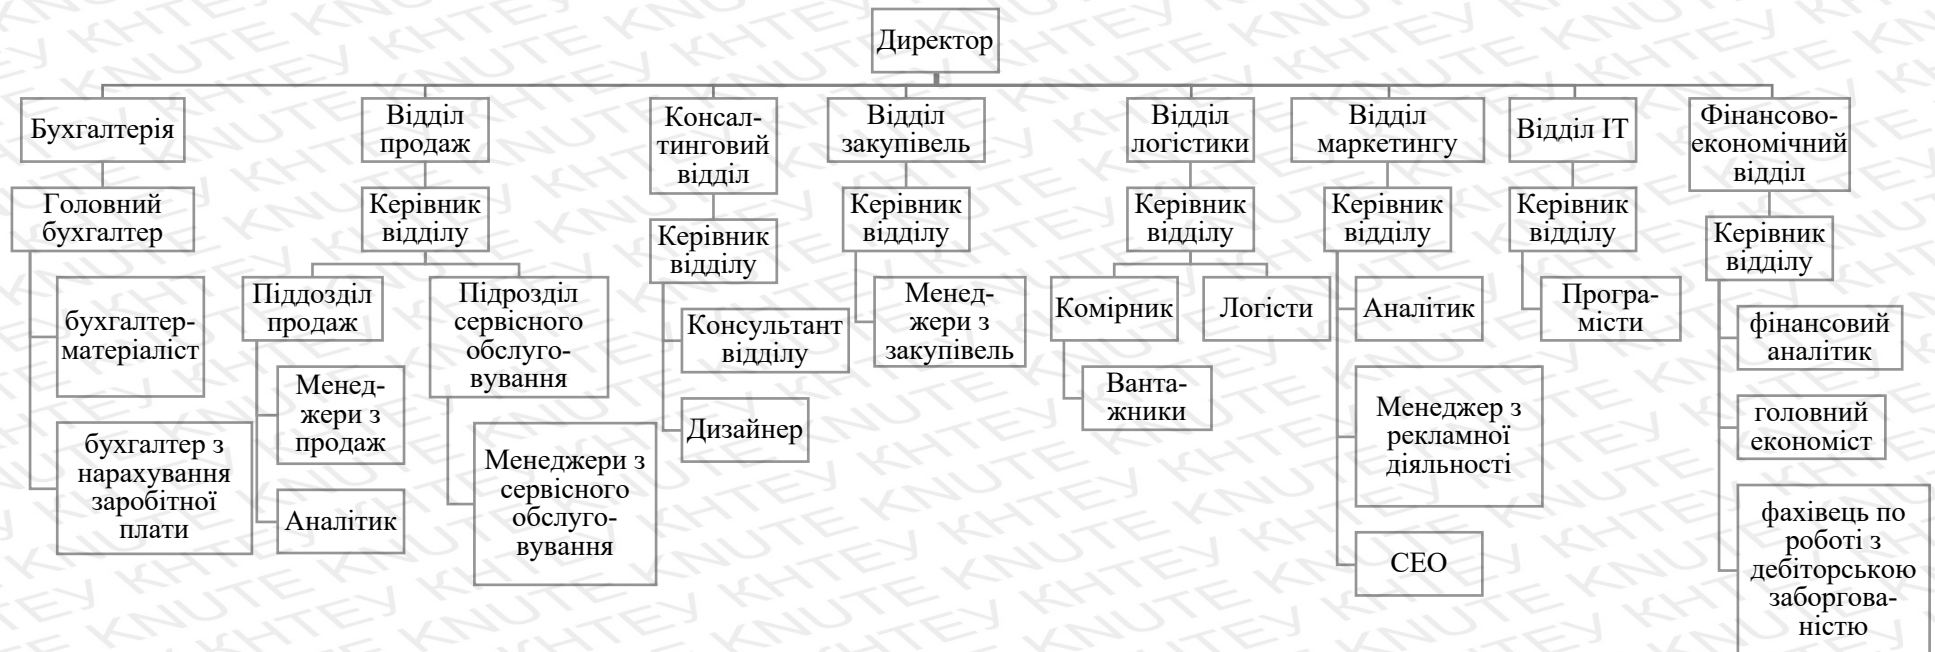 Директор
Бухгалтерія
Відділ
продаж
Консал-
тинговий
відділ
Відділ
закупівель
Відділ
логістики
Відділ
маркетингу
Відділ ІТ
Фінансово-
економічний
відділ
Головний
бухгалтер
бухгалтер-
матеріаліст
бухгалтер з
нарахування
заробітної
плати
Керівник
відділу
Піддозділ
продаж
Менед-
жери з
продаж
Аналітик
Підрозділ
сервісного
обслуго-
вування
Менеджери з
сервісного
обслуго-
вування
Керівник
відділу
Консультант
відділу
Дизайнер
Керівник
відділу
Менед-
жери з
закупівель
Керівник
відділу
Комірник
Ванта-
жники
Логісти
Керівник
відділу
Аналітик
Менеджер з
рекламної
діяльності
СЕО
Керівник
відділу
Програ-
місти
Керівник
відділу
фінансовий
аналітик
головний
економіст
фахівець по
роботі з
дебіторською
заборгова-
ністю
KNUTE KHTEY